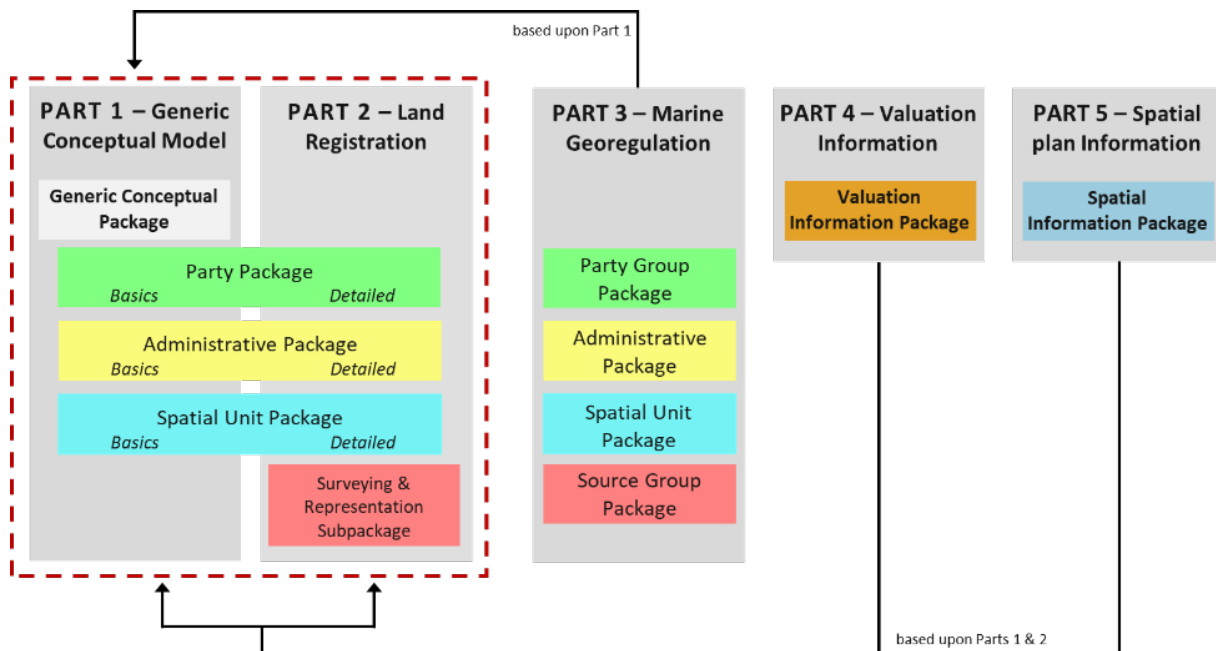 based upon Part 1
PART 1 – Generic
Conceptual Model
Generic Conceptual
Package
PART 2 – Land
Registration
Party Package
Basics Detailed
Administrative Package
Basics Detailed
Spatial Unit Package
Basics Detailed
Surveying &
Representation
Subpackage
PART 3 – Marine
Georegulation
Party Group
Package
Administrative
Package
Spatial Unit
Package
Source Group
Package
PART 4 – Valuation
Information
Valuation
Information Package
PART 5 – Spatial
plan Information
Spatial
Information Package
based upon Parts 1 & 2